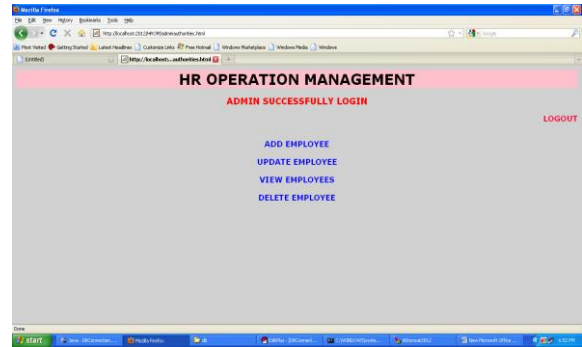 Mozilla Firefox
File Edit View History Bookmarks Tools Help
Most Visited Getting Started Latest Headlines Customize Links Free Hotmail Windows Marketplace Windows Media Windows
(Untitled)
HR OPERATION MANAGEMENT
ADMIN SUCCESSFULLY LOGIN
LOGOUT
ADD EMPLOYEE
UPDATE EMPLOYEE
VIEW EMPLOYEES
DELETE EMPLOYEE
Done
start Mozilla Firefox